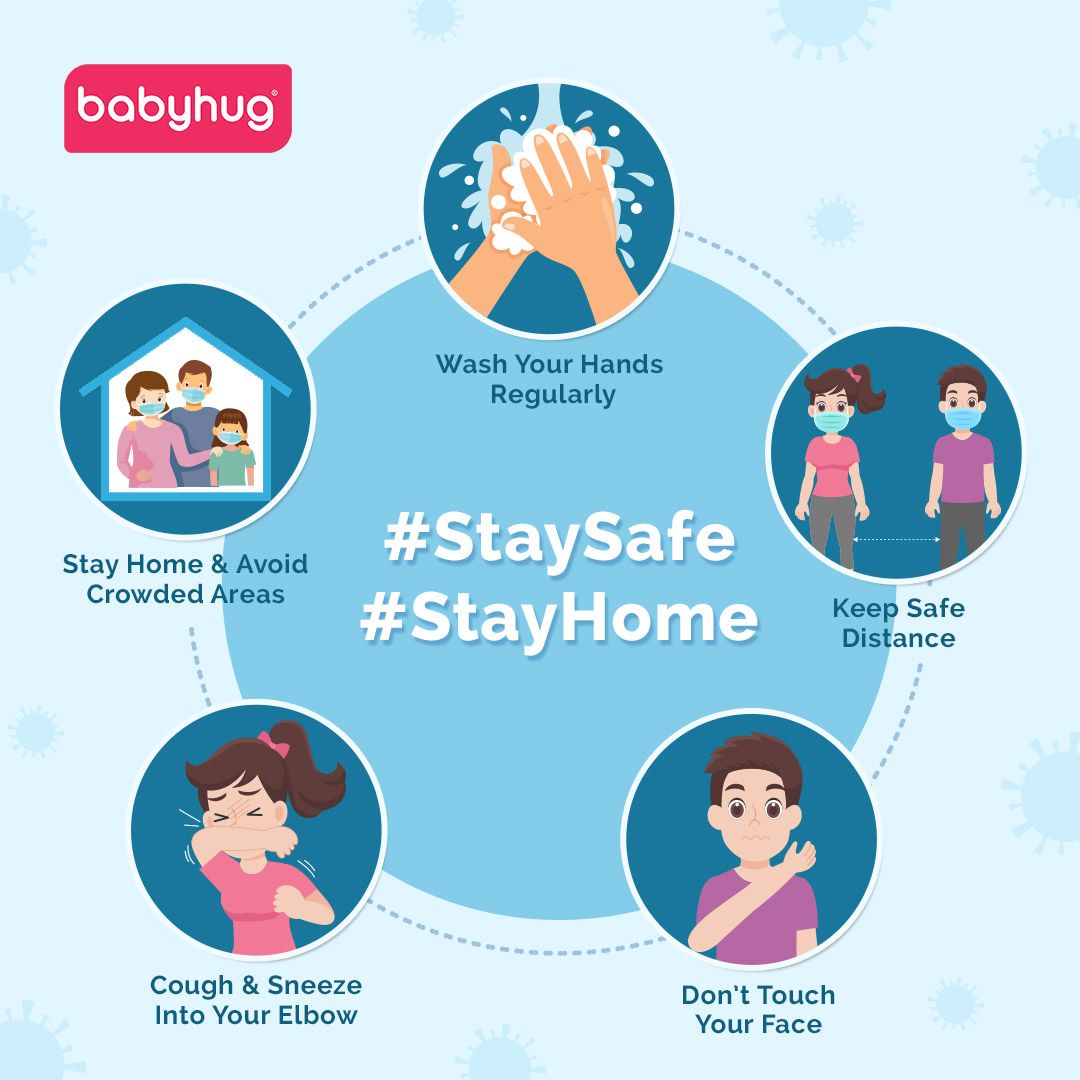 babyhug®
Wash Your Hands
Regularly
Stay Home & Avoid
Crowded Areas
#StaySafe
#StayHome
Keep Safe
Distance
Cough & Sneeze
Into Your Elbow
Don't Touch
Your Face